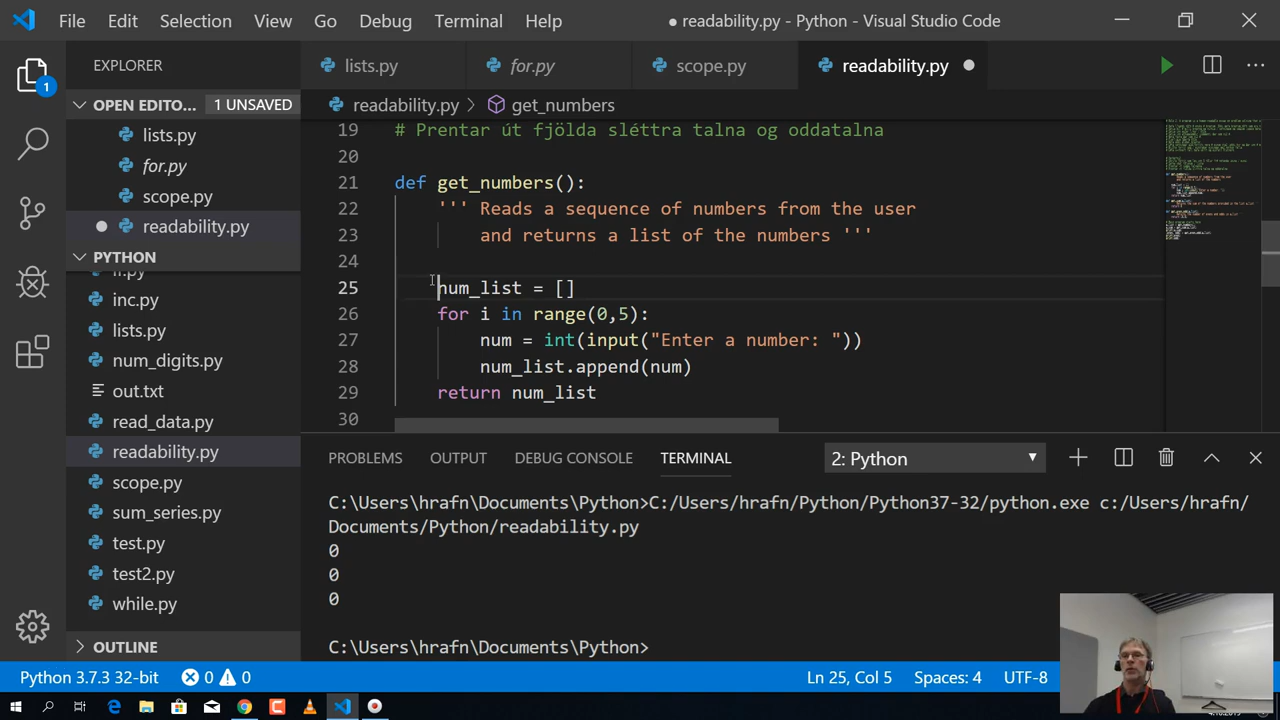 File Edit Selection View Go Debug Terminal Help ● readability.py - Python - Visual Studio Code
EXPLORER
lists.py for.py scope.py readability.py
OPEN EDITO... 1 UNSAVED
readability.py > get_numbers
lists.py
for.py
scope.py
readability.py
PYTHON
inc.py
lists.py
num_digits.py
out.txt
read_data.py
readability.py
scope.py
sum_series.py
test.py
test2.py
while.py
OUTLINE
1
19 # Prentar út fjölda sléttra talna og oddatalna
20
21 def get_numbers():
22 ''' Reads a sequence of numbers from the user
23 and returns a list of the numbers '''
24
25 num_list = []
26 for i in range(0,5):
27 num = int(input("Enter a number: "))
28 num_list.append(num)
29 return num_list
30
PROBLEMS OUTPUT DEBUG CONSOLE TERMINAL 2: Python
C:\Users\hrafn\Documents\Python>C:/Users/hrafn/Python/Python37-32/python.exe c:/Users/hrafn/
Documents/Python/readability.py
0
0
0
C:\Users\hrafn\Documents\Python>
Python 3.7.3 32-bit 0 0 Ln 25, Col 5 Spaces: 4 UTF-8